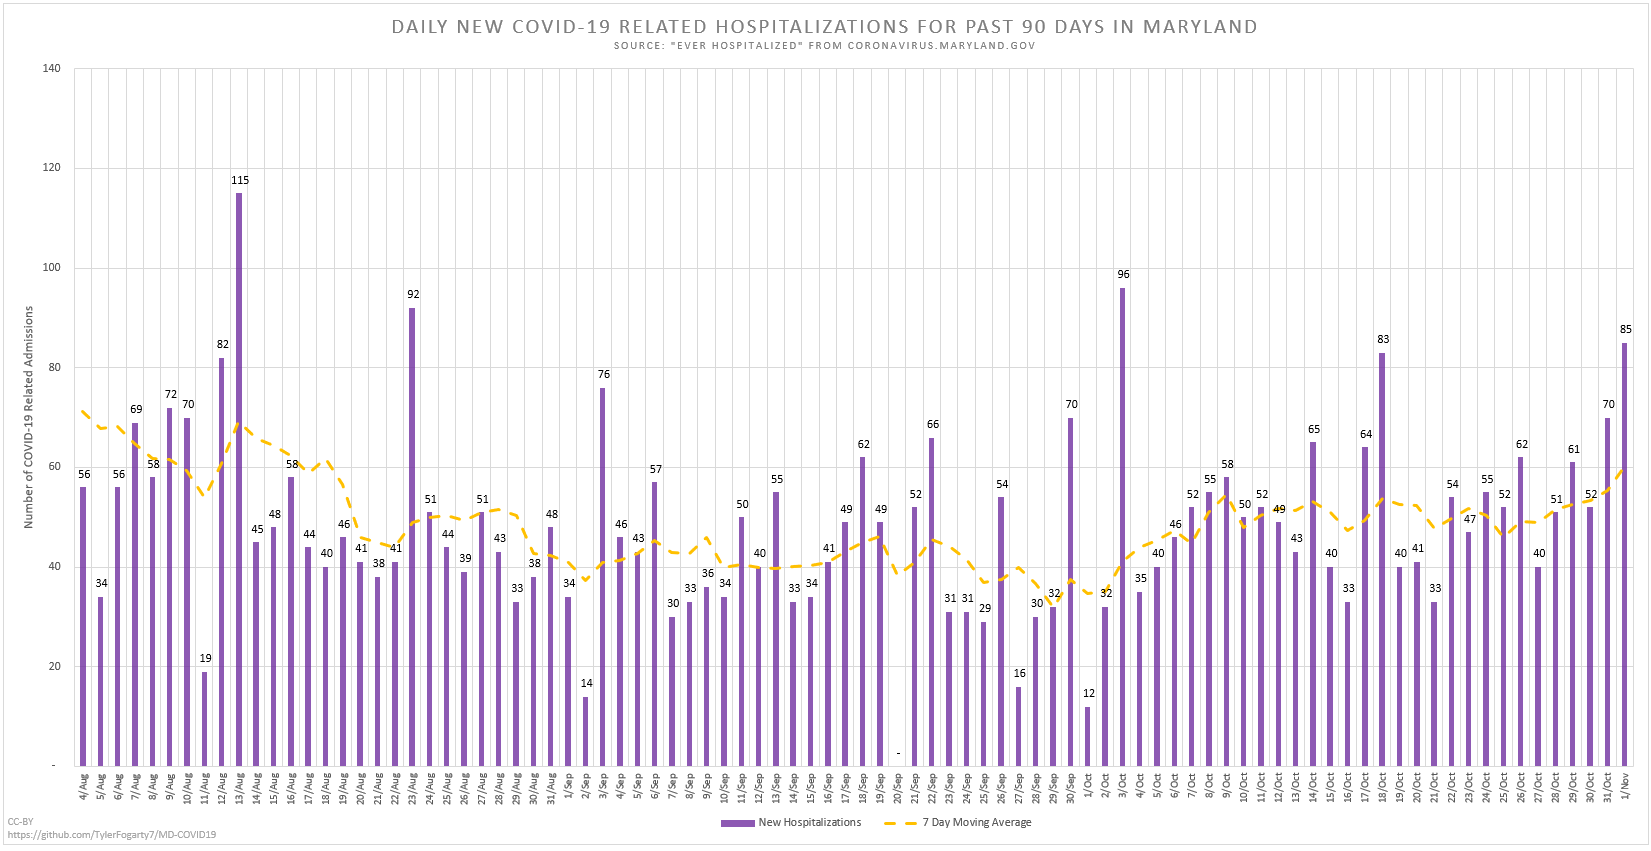 DAILY NEW COVID-19 RELATED HOSPITALIZATIONS FOR PAST 90 DAYS IN MARYLAND
SOURCE: "EVER HOSPITALIZED" FROM CORONAVIRUS.MARYLAND.GOV
Number of COVID-19 Related Admissions
140
120
100
80
60
40
20
-
56 34 56 69 58 72 70 19 82 115 45 48 58 44 40 46 41 38 41 92 51 44 39 51 43 33 38 48 34 14 76 46 43 57 30 33 36 34 50 40 55 33 34 41 49 62 49 - 52 66 31 31 29 54 16 30 32 70 12 32 96 35 40 46 52 55 58 50 52 49 43 65 40 33 64 83 40 41 33 54 47 55 52 62 40 51 61 52 70 85
4/Aug 5/Aug 6/Aug 7/Aug 8/Aug 9/Aug 10/Aug 11/Aug 12/Aug 13/Aug 14/Aug 15/Aug 16/Aug 17/Aug 18/Aug 19/Aug 20/Aug 21/Aug 22/Aug 23/Aug 24/Aug 25/Aug 26/Aug 27/Aug 28/Aug 29/Aug 30/Aug 31/Aug 1/Sep 2/Sep 3/Sep 4/Sep 5/Sep 6/Sep 7/Sep 8/Sep 9/Sep 10/Sep 11/Sep 12/Sep 13/Sep 14/Sep 15/Sep 16/Sep 17/Sep 18/Sep 19/Sep 20/Sep 21/Sep 22/Sep 23/Sep 24/Sep 25/Sep 26/Sep 27/Sep 28/Sep 29/Sep 30/Sep 1/Oct 2/Oct 3/Oct 4/Oct 5/Oct 6/Oct 7/Oct 8/Oct 9/Oct 10/Oct 11/Oct 12/Oct 13/Oct 14/Oct 15/Oct 16/Oct 17/Oct 18/Oct 19/Oct 20/Oct 21/Oct 22/Oct 23/Oct 24/Oct 25/Oct 26/Oct 27/Oct 28/Oct 29/Oct 30/Oct 31/Oct 1/Nov
New Hospitalizations 7 Day Moving Average
CC-BY
https://github.com/TylerFogarty7/MD-COVID19